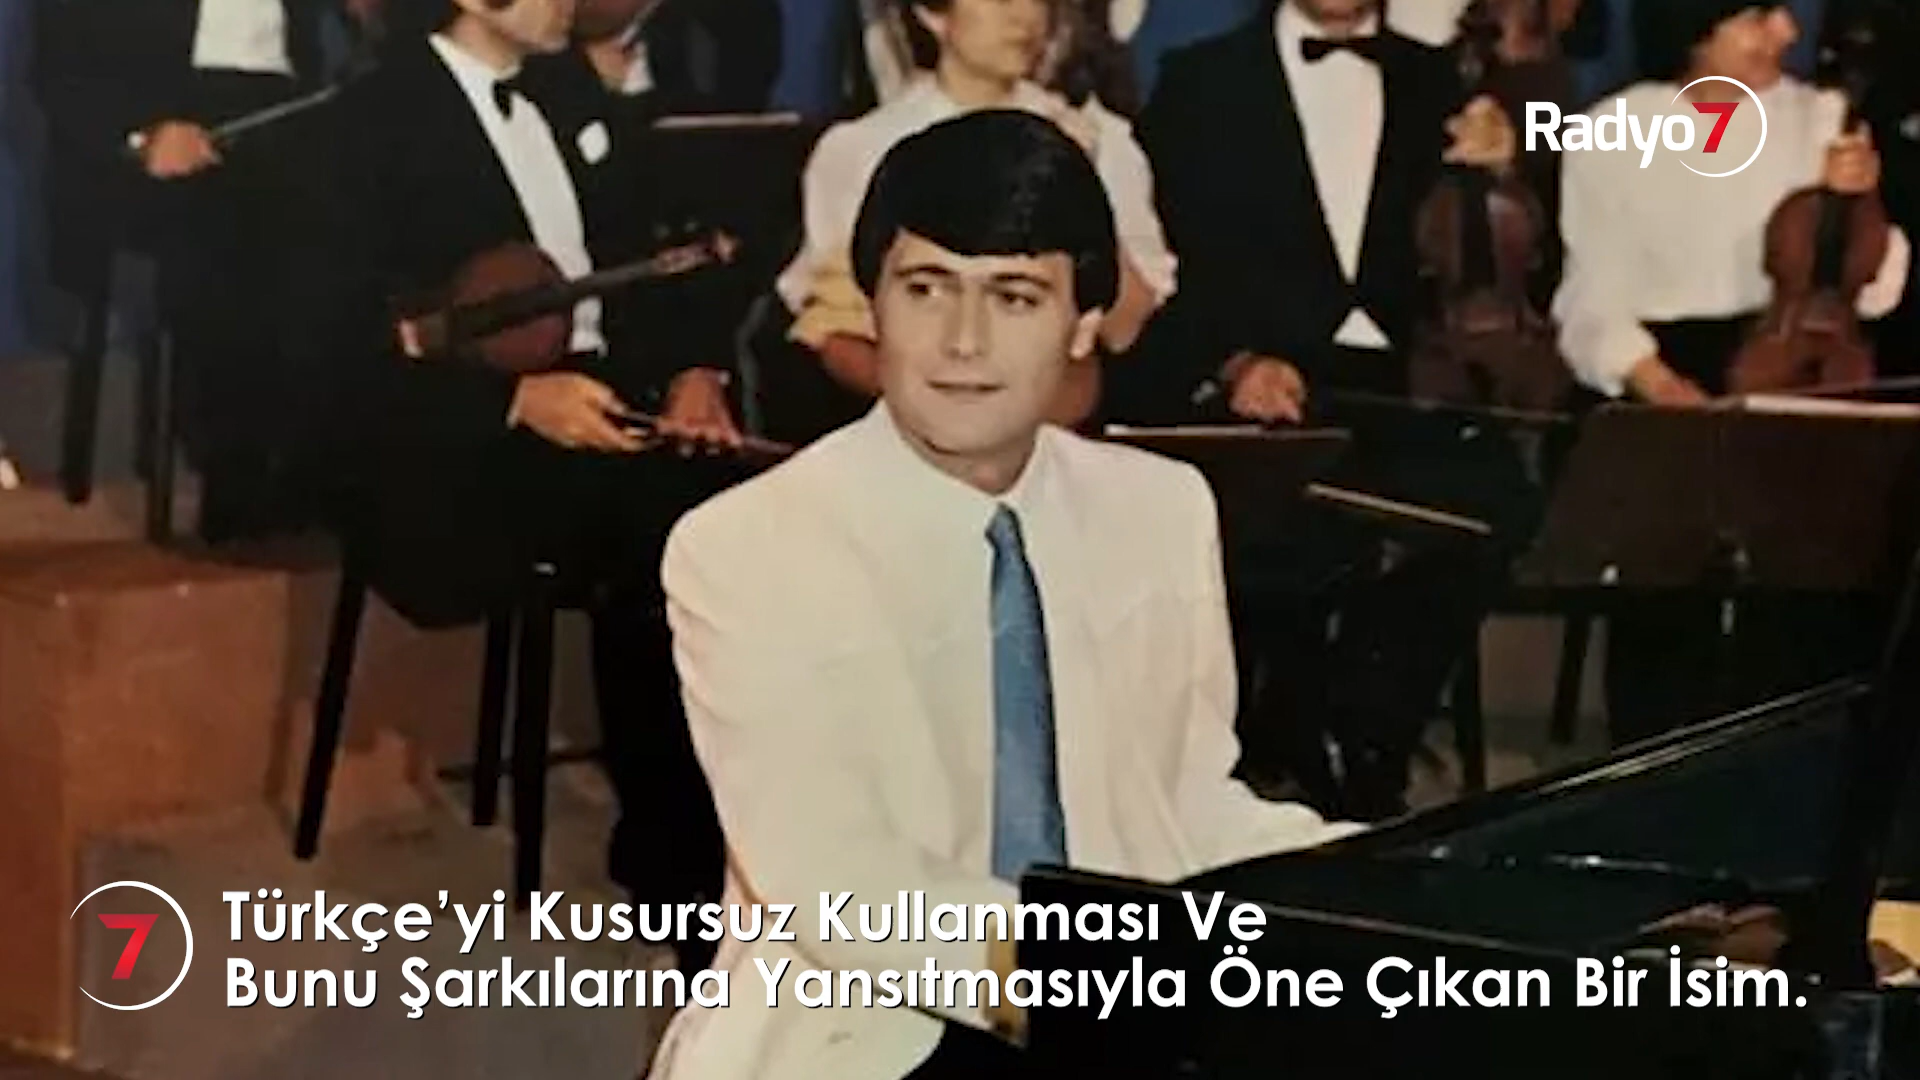 Radyo7
7
Türkçe’yi Kusursuz Kullanması Ve
Bunu Şarkılarına Yansıtmasıyla Öne Çıkan Bir İsim.